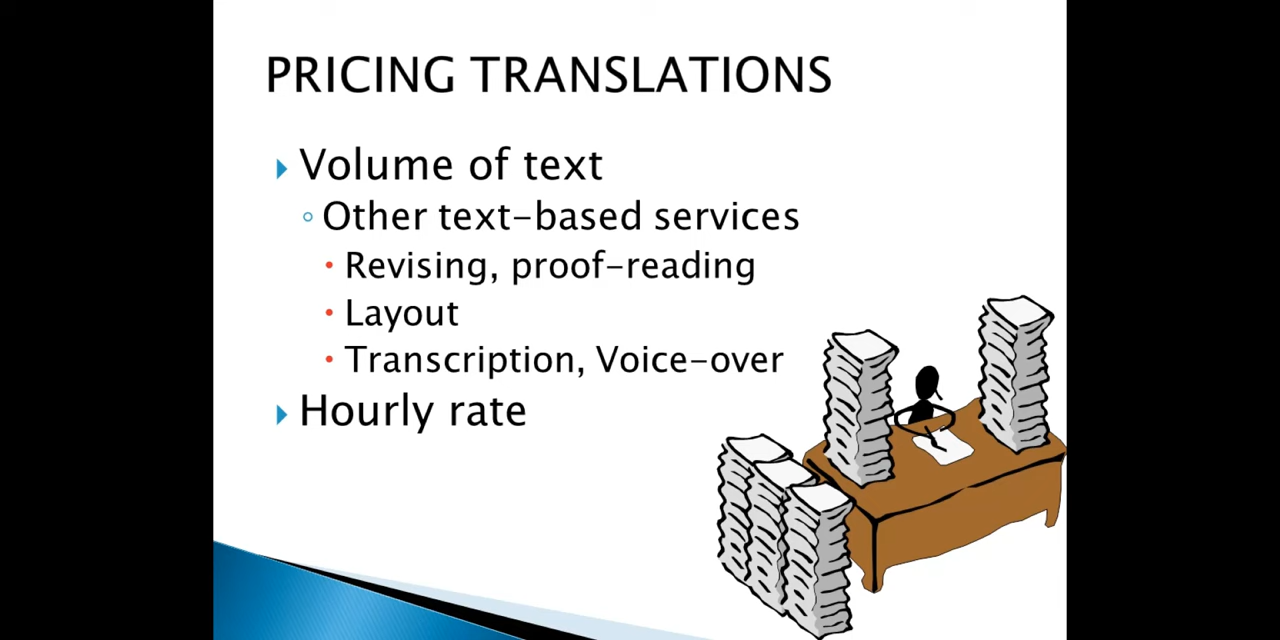 PRICING TRANSLATIONS
Volume of text
Other text-based services
Revising, proof-reading
Layout
Transcription, Voice-over
Hourly rate